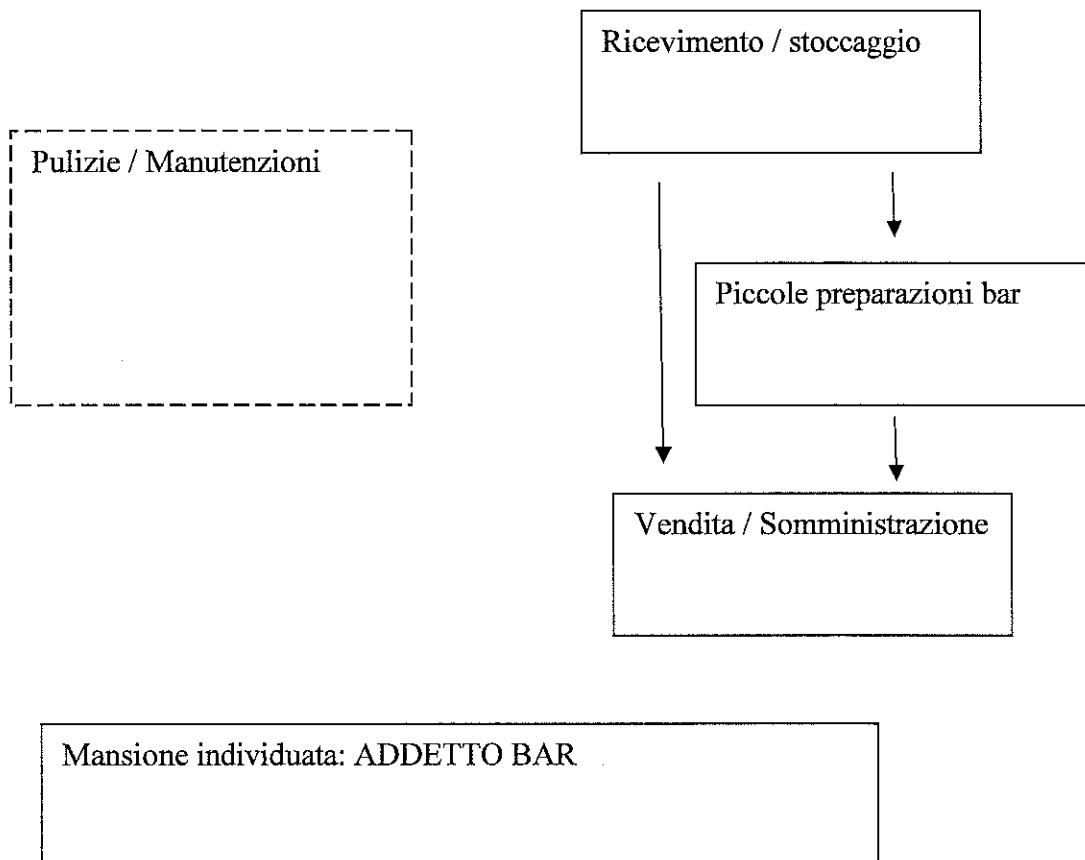 Ricevimento / stoccaggio
Pulizie / Manutenzioni
Piccole preparazioni bar
Vendita / Somministrazione
Mansione individuata: ADDETTO BAR